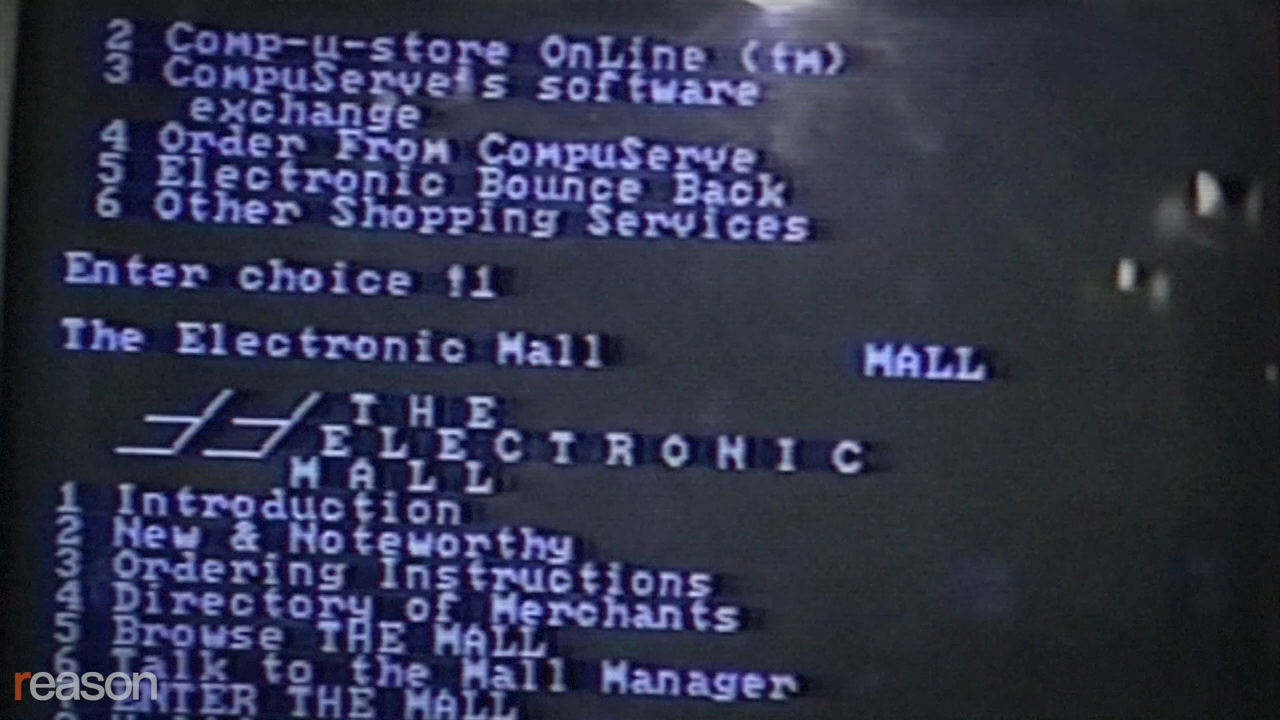 2 Comp-u-store OnLine (tm)
3 CompuServe's software
exchange
4 Order From CompuServe
5 Electronic Bounce Back
6 Other Shopping Services
Enter choice !1
The Electronic Mall MALL
THE
ELECTRONIC
MALL
1 Introduction
2 New & Noteworthy
3 Ordering Instructions
4 Directory of Merchants
5 Browse THE MALL
6 Talk to the Mall Manager
ENTER THE MALL
reason